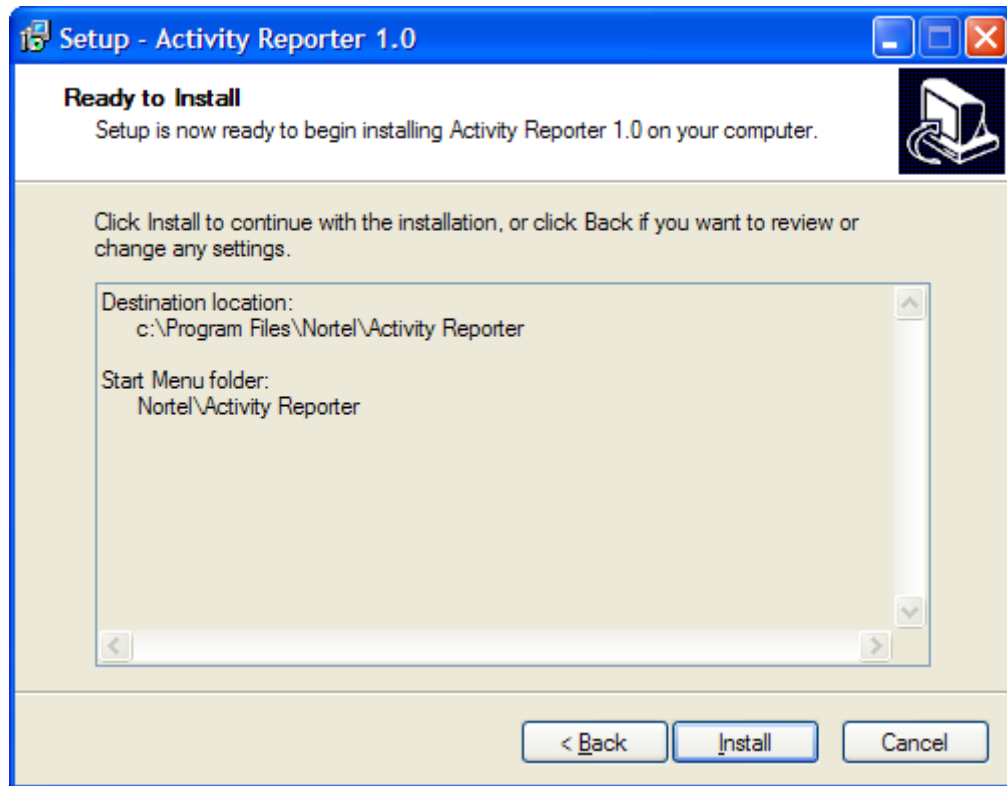 Setup - Activity Reporter 1.0
Ready to Install
Setup is now ready to begin installing Activity Reporter 1.0 on your computer.
Click Install to continue with the installation, or click Back if you want to review or
change any settings.
Destination location:
c:\Program Files\Nortel\Activity Reporter
Start Menu folder:
Nortel\Activity Reporter
< Back
Install
Cancel